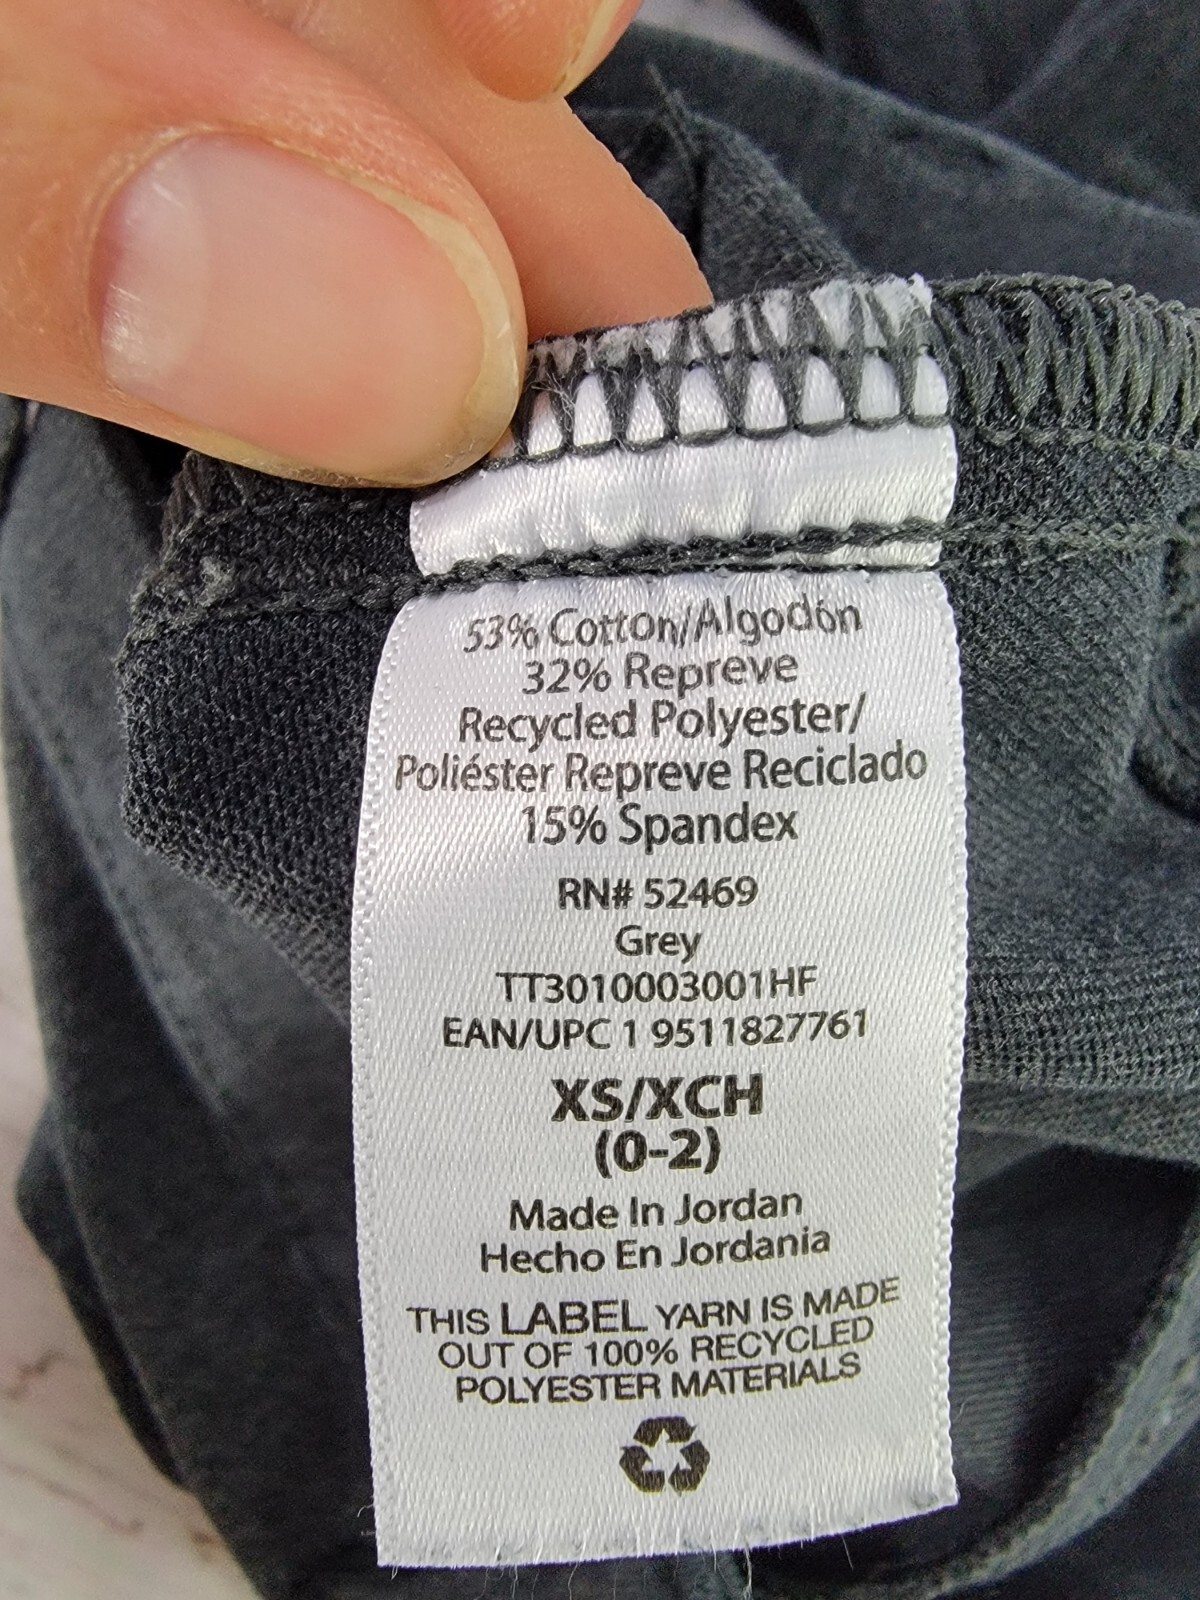 53% Cotton/Algodón
32% Repreve
Recycled Polyester/
Poliéster Repreve Reciclado
15% Spandex
RN# 52469
Grey
TT3010003001HF
EAN/UPC 1 9511827761
XS/XCH
(0-2)
Made In Jordan
Hecho En Jordania
THIS LABEL YARN IS MADE
OUT OF 100% RECYCLED
POLYESTER MATERIALS